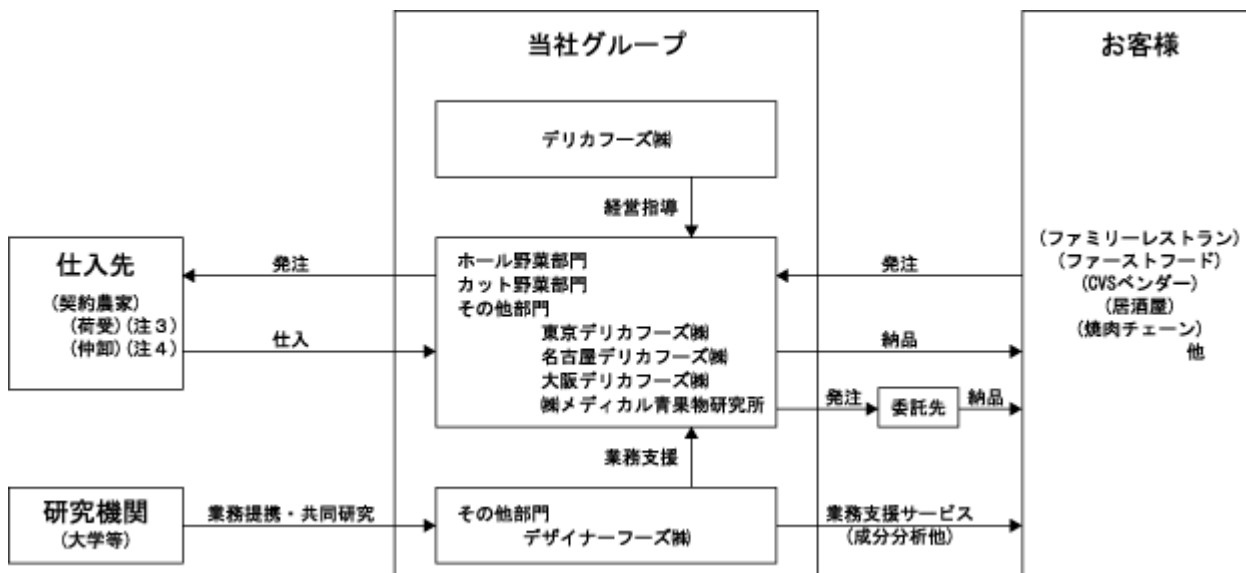 当社グループ
お客様
デリカフーズ㈱
経営指導
仕入先
(契約農家)
(荷受)(注3)
(仲卸)(注4)
発注
仕入
ホール野菜部門
カット野菜部門
その他部門
東京デリカフーズ㈱
名古屋デリカフーズ㈱
大阪デリカフーズ㈱
㈱メディカル青果物研究所
発注
納品
発注
委託先
納品
(ファミリーレストラン)
(ファーストフード)
(CVSベンダー)
(居酒屋)
(焼肉チェーン)
他
業務支援
研究機関
(大学等)
業務提携・共同研究
その他部門
デザイナーフーズ㈱
業務支援サービス
(成分分析他)